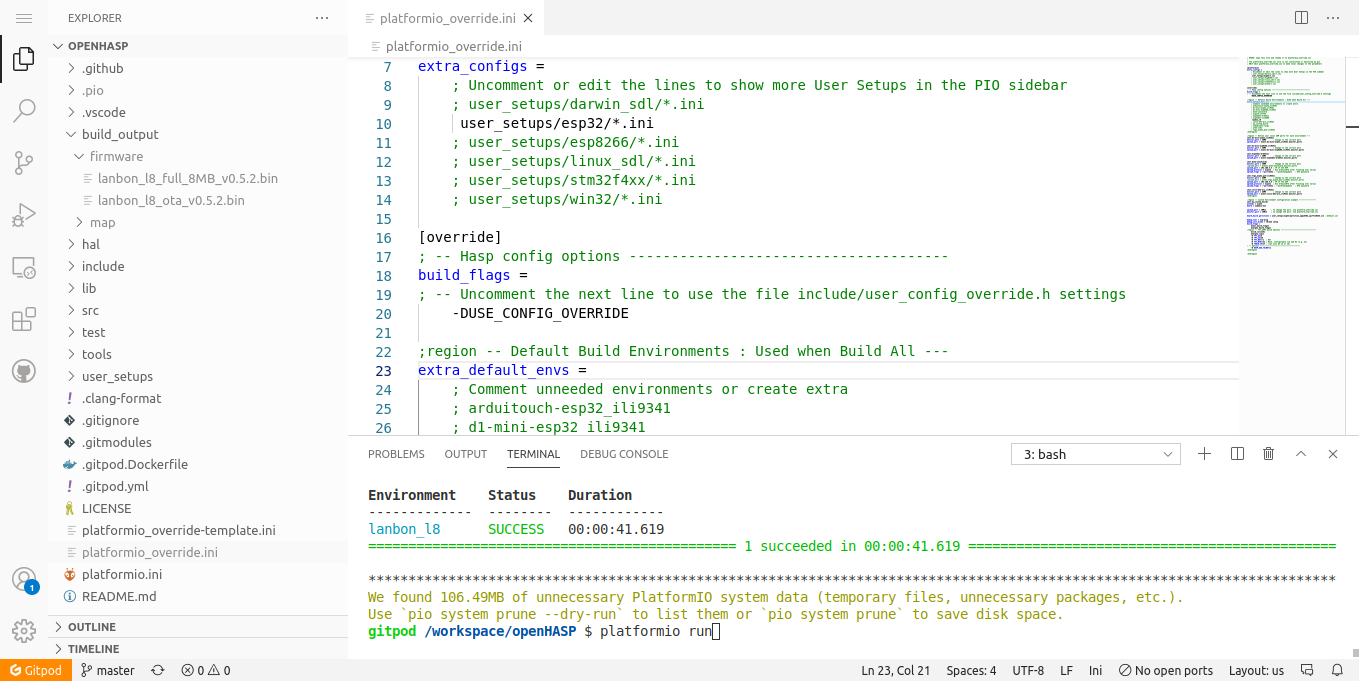 EXPLORER
OPENHASP
.github
.pio
.vscode
build_output
firmware
lanbon_l8_full_8MB_v0.5.2.bin
lanbon_l8_ota_v0.5.2.bin
map
hal
include
lib
src
test
tools
user_setups
.clang-format
.gitignore
.gitmodules
.gitpod.Dockerfile
.gitpod.yml
LICENSE
platformio_override-template.ini
platformio_override.ini
platformio.ini
README.md
OUTLINE
TIMELINE
1
platformio_override.ini
platformio_override.ini
7 extra_configs =
8 ; Uncomment or edit the lines to show more User Setups in the PIO sidebar
9 ; user_setups/darwin_sdl/*.ini
10 user_setups/esp32/*.ini
11 ; user_setups/esp8266/*.ini
12 ; user_setups/linux_sdl/*.ini
13 ; user_setups/stm32f4xx/*.ini
14 ; user_setups/win32/*.ini
15
16 [override]
17 ; -- Hasp config options --------------------------------------
18 build_flags =
19 ; -- Uncomment the next line to use the file include/user_config_override.h settings
20 -DUSE_CONFIG_OVERRIDE
21
22 ;region -- Default Build Environments : Used when Build All ---
23 extra_default_envs =
24 ; Comment unneeded environments or create extra
25 ; arduitouch-esp32_ili9341
26 ; d1-mini-esp32_ili9341
PROBLEMS OUTPUT TERMINAL DEBUG CONSOLE 3: bash
Environment Status Duration
------------- -------- ------------
lanbon_l8 SUCCESS 00:00:41.619
============================================== 1 succeeded in 00:00:41.619 ==============================================
*************************************************************************************************************************
We found 106.49MB of unnecessary PlatformIO system data (temporary files, unnecessary packages, etc.).
Use `pio system prune --dry-run` to list them or `pio system prune` to save disk space.
gitpod /workspace/openHASP $ platformio run
Gitpod master 0 0 Ln 23, Col 21 Spaces: 4 UTF-8 LF Ini No open ports Layout: us